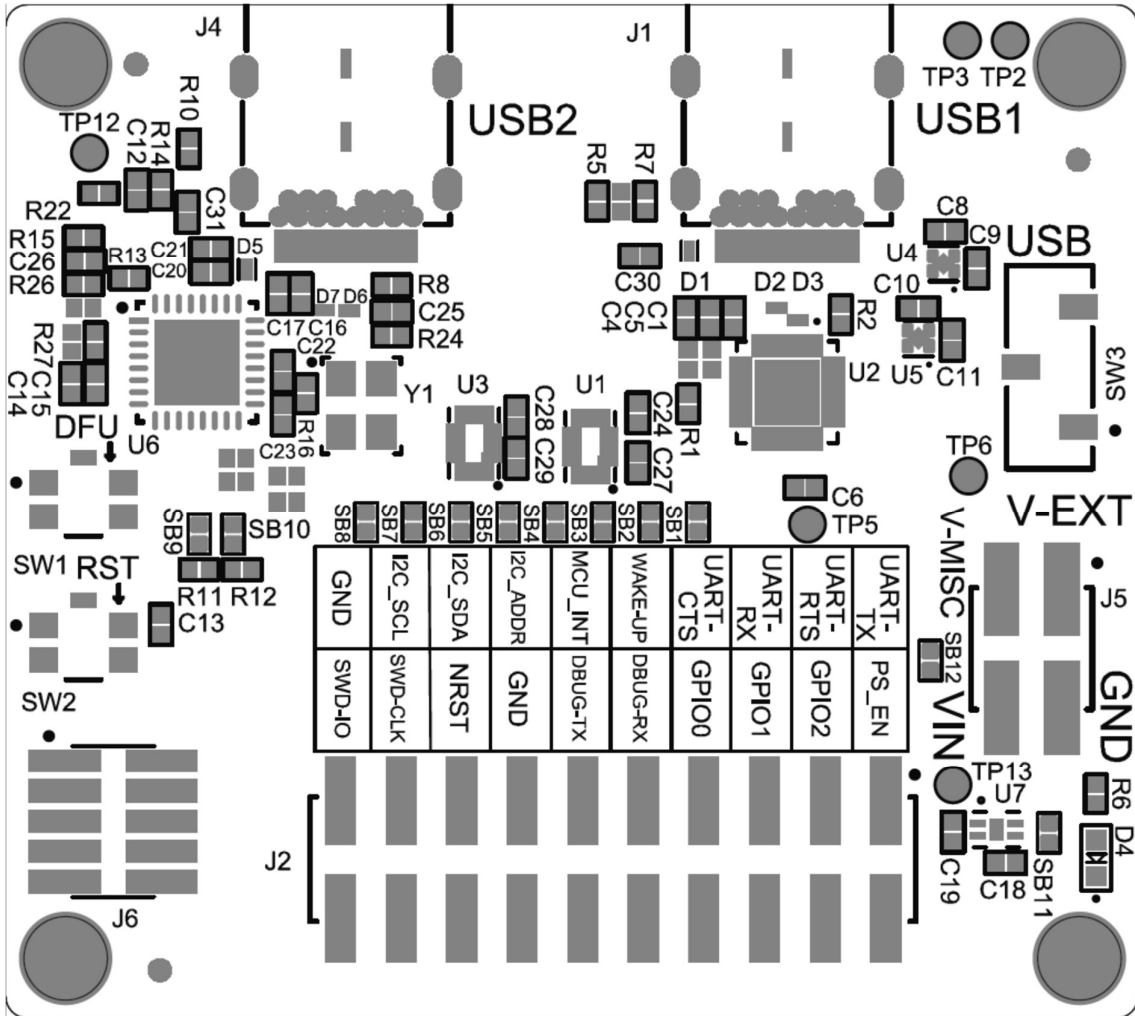 J4
J1
TP3 TP2
R10
USB2
USB1
TP12
C12
R14
R5
R7
C31
R22
C8
R15
C21
D5
C9
USB
C26
R13
C20
U4
R26
C30
D1
D2 D3
C10
R8
D7 D6
C25
C17 C16
R24
C4
C5
C1
R2
R27
C22
U5
C11
SW3
C14
C15
Y1
U3
U1
U2
DFU
U6
C23
R16
C28
C29
C24
C27
R1
TP6
C6
V-EXT
TP5
SB9
SB10
SB8
SB7
SB6
SB5
SB4
SB3
SB2
SB1
V-MISC
SW1
RST
R11
R12
C13
GND
I2C_SCL
I2C_SDA
I2C_ADDR
MCU_INT
WAKE-UP
UART-
CTS
UART-
RX
UART-
RTS
UART-
TX
J5
SB12
SW2
SWD-IO
SWD-CLK
NRST
GND
DBUG-TX
DBUG-RX
GPIO0
GPIO1
GPIO2
PS_EN
VIN
GND
TP13
U7
R6
D4
J2
C19
C18
SB11
J6